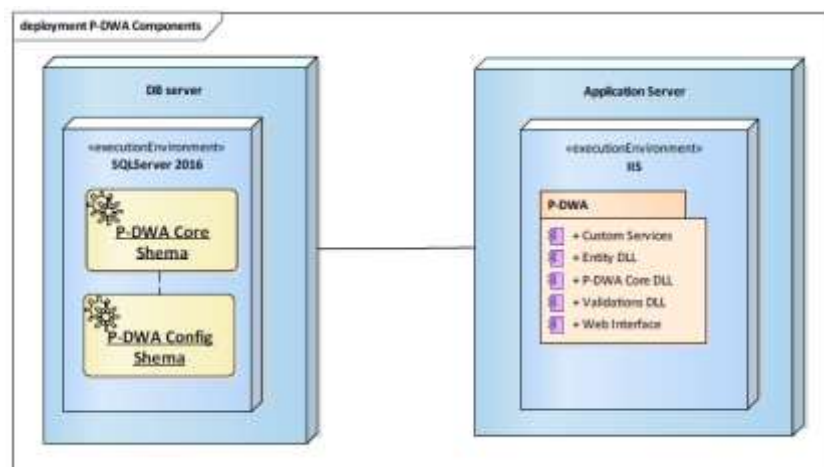 deployment P-DWA Components
DB server
«executionEnvironment»
SQLServer 2016
P-DWA Core
Shema
P-DWA Config
Shema
Application Server
«executionEnvironment»
IIS
P-DWA
+ Custom Services
+ Entity DLL
+ P-DWA Core DLL
+ Validations DLL
+ Web Interface